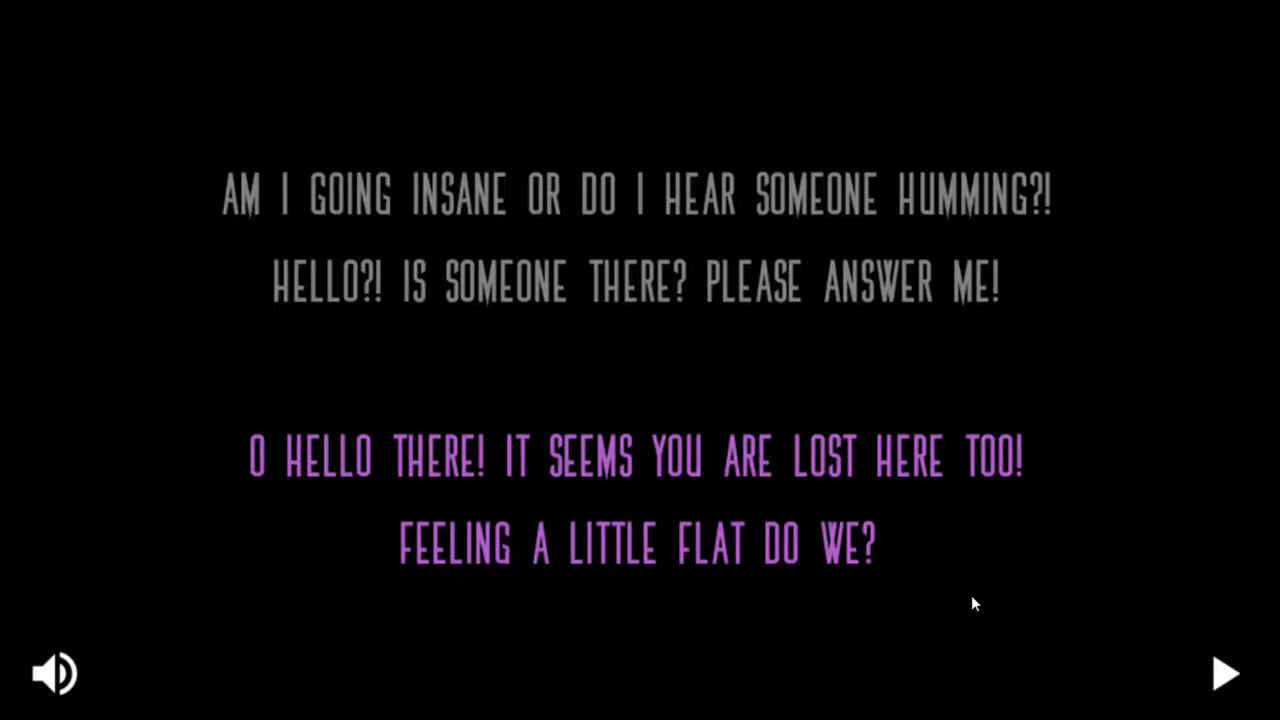 AM I GOING INSANE OR DO I HEAR SOMEONE HUMMING?!
HELLO?! IS SOMEONE THERE? PLEASE ANSWER ME!
O HELLO THERE! IT SEEMS YOU ARE LOST HERE TOO!
FEELING A LITTLE FLAT DO WE?